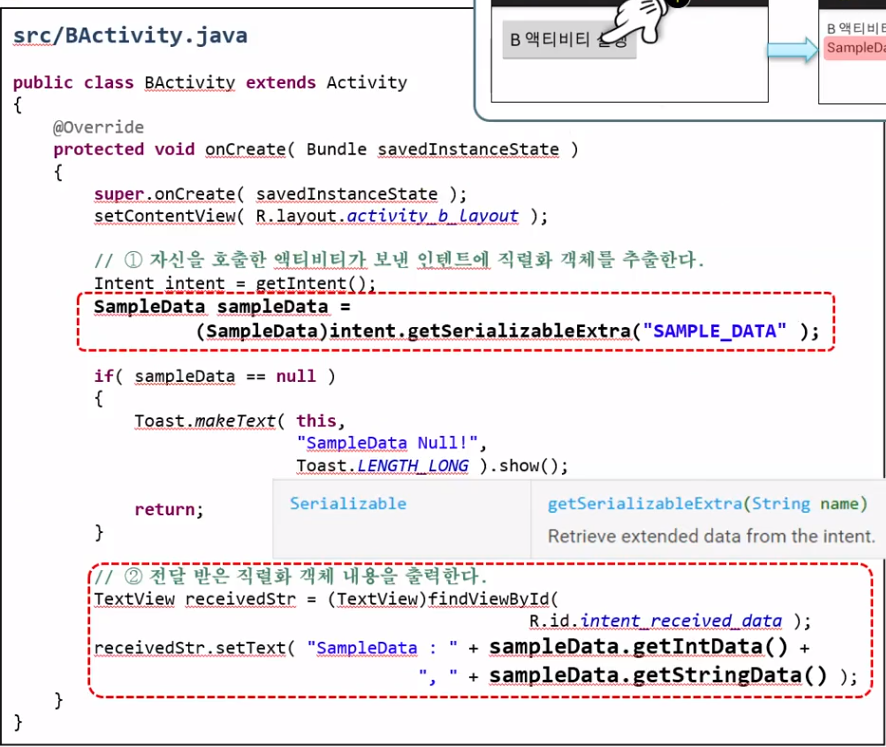 src/BActivity.java
B 액티비티
B 액티비티
public class BActivity extends Activity
{
@Override
protected void onCreate( Bundle savedInstanceState )
{
super.onCreate( savedInstanceState );
setContentView( R.layout.activity_b_layout );
// ① 자신을 호출한 액티비티가 보낸 인텐트에 직렬화 객체를 추출한다.
Intent intent = getIntent();
SampleData sampleData =
(SampleData)intent.getSerializableExtra("SAMPLE_DATA" );
if( sampleData == null )
{
Toast.makeText( this,
"SampleData Null!",
Toast.LENGTH_LONG ).show();
return;
}
Serializable
getSerializableExtra(String name)
Retrieve extended data from the intent.
// ② 전달 받은 직렬화 객체 내용을 출력한다.
TextView receivedStr = (TextView)findViewById(
R.id.intent_received_data );
receivedStr.setText( "SampleData : " + sampleData.getIntData() +
", " + sampleData.getStringData() );
}
}